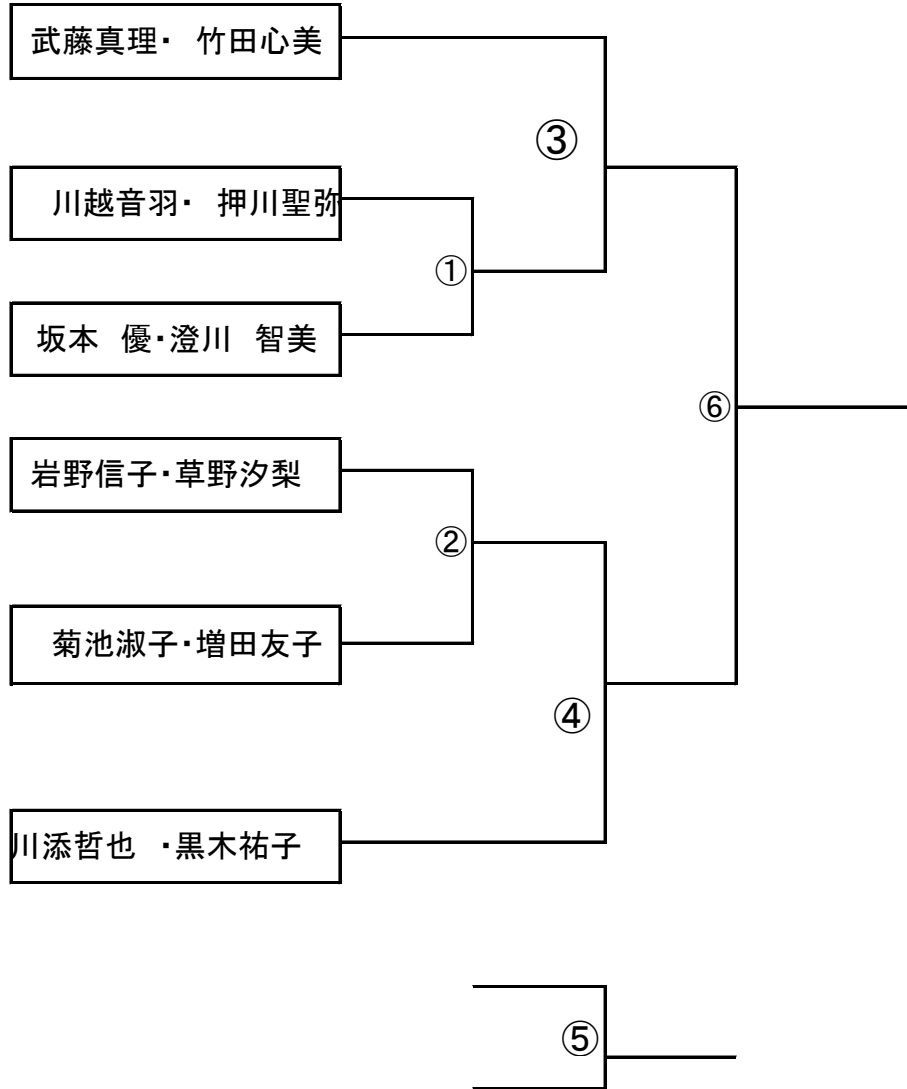 武藤真理・　竹田心美
③
川越音羽・　押川聖弥
①
坂本　優・澄川　智美
⑥
岩野信子・草野汐梨
②
菊池淑子・増田友子
④
川添哲也　・黒木祐子
⑤